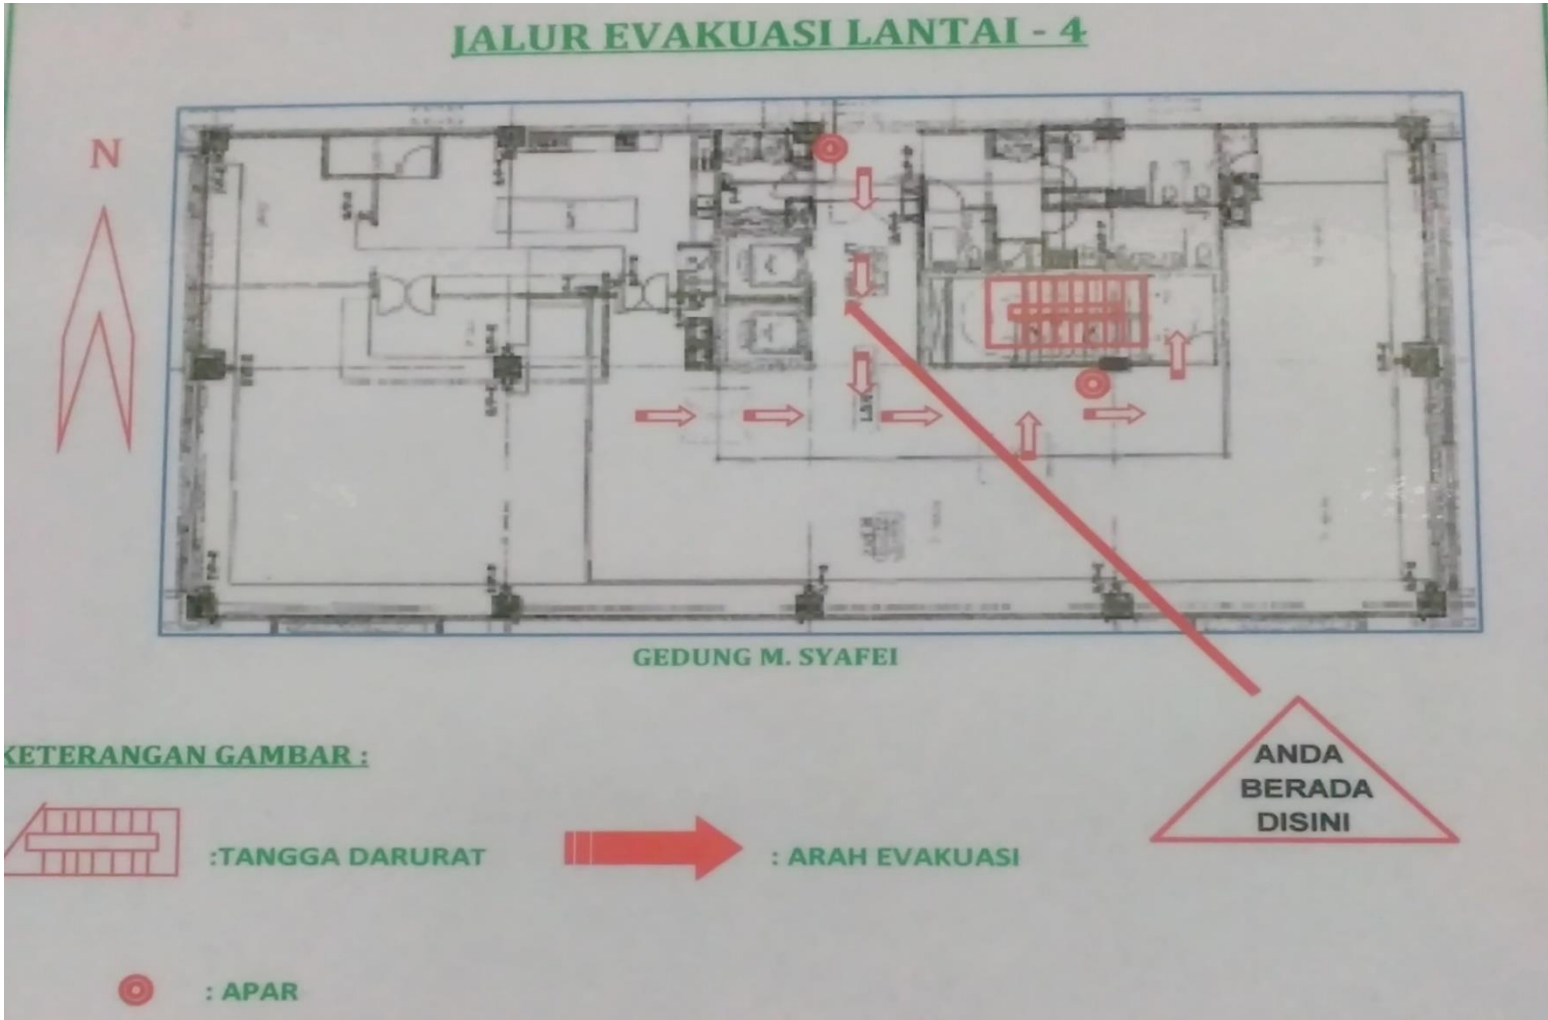 JALUR EVAKUASI LANTAI - 4
N
GEDUNG M. SYAFEI
KETERANGAN GAMBAR :
ANDA
BERADA
DISINI
:TANGGA DARURAT
: ARAH EVAKUASI
: APAR